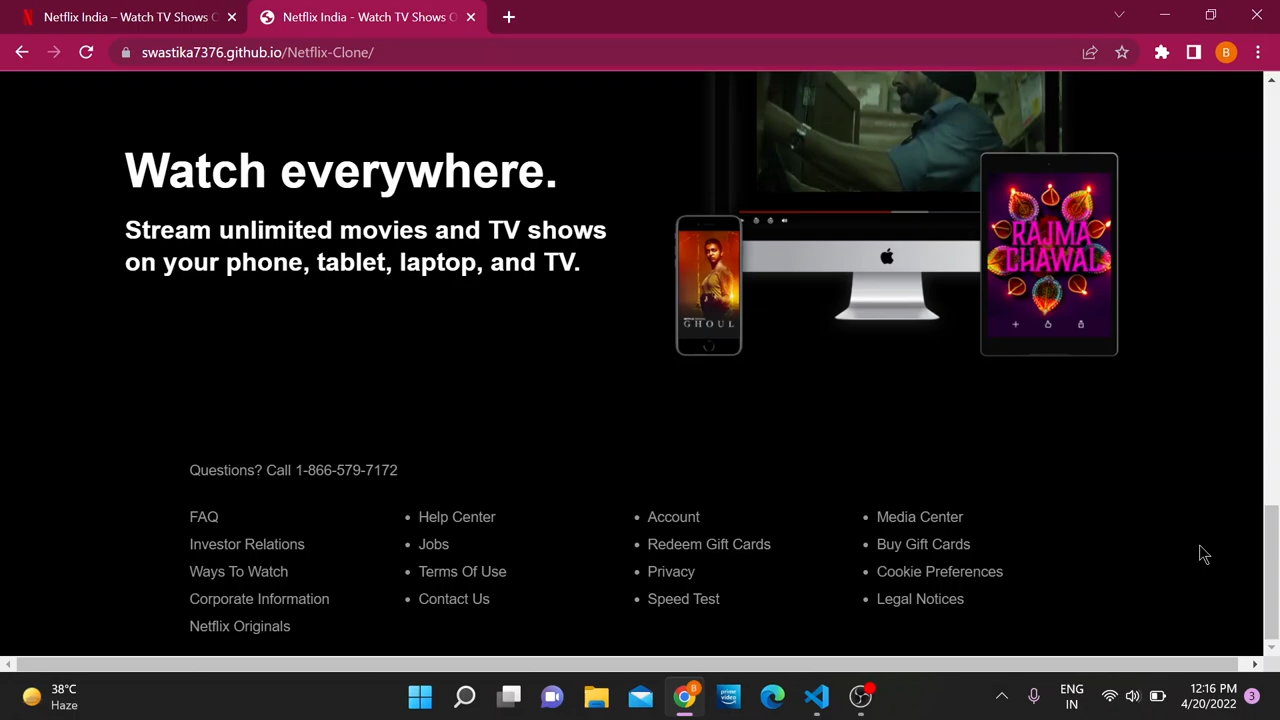 Netflix India – Watch TV Shows O
Netflix India - Watch TV Shows O
swastika7376.github.io/Netflix-Clone/
B
Watch everywhere.
Stream unlimited movies and TV shows
on your phone, tablet, laptop, and TV.
GHOUL
RAJMA
CHAWAL
Questions? Call 1-866-579-7172
FAQ
Help Center
Account
Media Center
Investor Relations
Jobs
Redeem Gift Cards
Buy Gift Cards
Ways To Watch
Terms Of Use
Privacy
Cookie Preferences
Corporate Information
Contact Us
Speed Test
Legal Notices
Netflix Originals
38°C
Haze
B
prime
video
ENG
IN
12:16 PM
4/20/2022
3